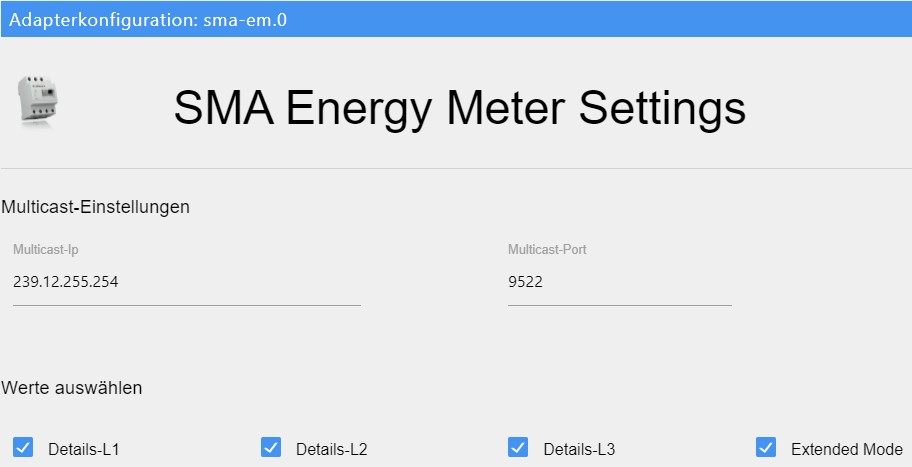 Adapterkonfiguration: sma-em.0
SMA Energy Meter Settings
Multicast-Einstellungen
Multicast-Ip Multicast-Port
239.12.255.254 9522
Werte auswählen
Details-L1 Details-L2 Details-L3 Extended Mode